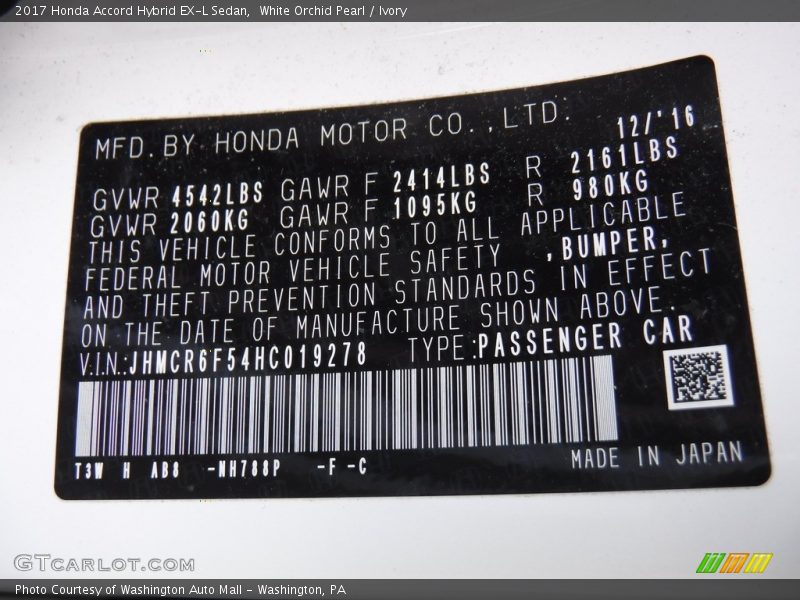 2017 Honda Accord Hybrid EX-L Sedan,  White Orchid Pearl / Ivory
MFD.BY HONDA MOTOR CO.,LTD.  12/'16
GVWR 4542LBS GAWR F 2414LBS R 2161LBS
GVWR 2060KG GAWR F 1095KG R 980KG
THIS VEHICLE CONFORMS TO ALL APPLICABLE
FEDERAL MOTOR VEHICLE SAFETY ,BUMPER,
AND THEFT PREVENTION STANDARDS IN EFFECT
ON THE DATE OF MANUFACTURE SHOWN ABOVE.
V.I.N.:JHMCR6F54HC019278 TYPE:PASSENGER CAR
T3W H AB8 -NH788P -F -C MADE IN JAPAN
GTCARLOT.COM
Photo Courtesy of Washington Auto Mall - Washington, PA